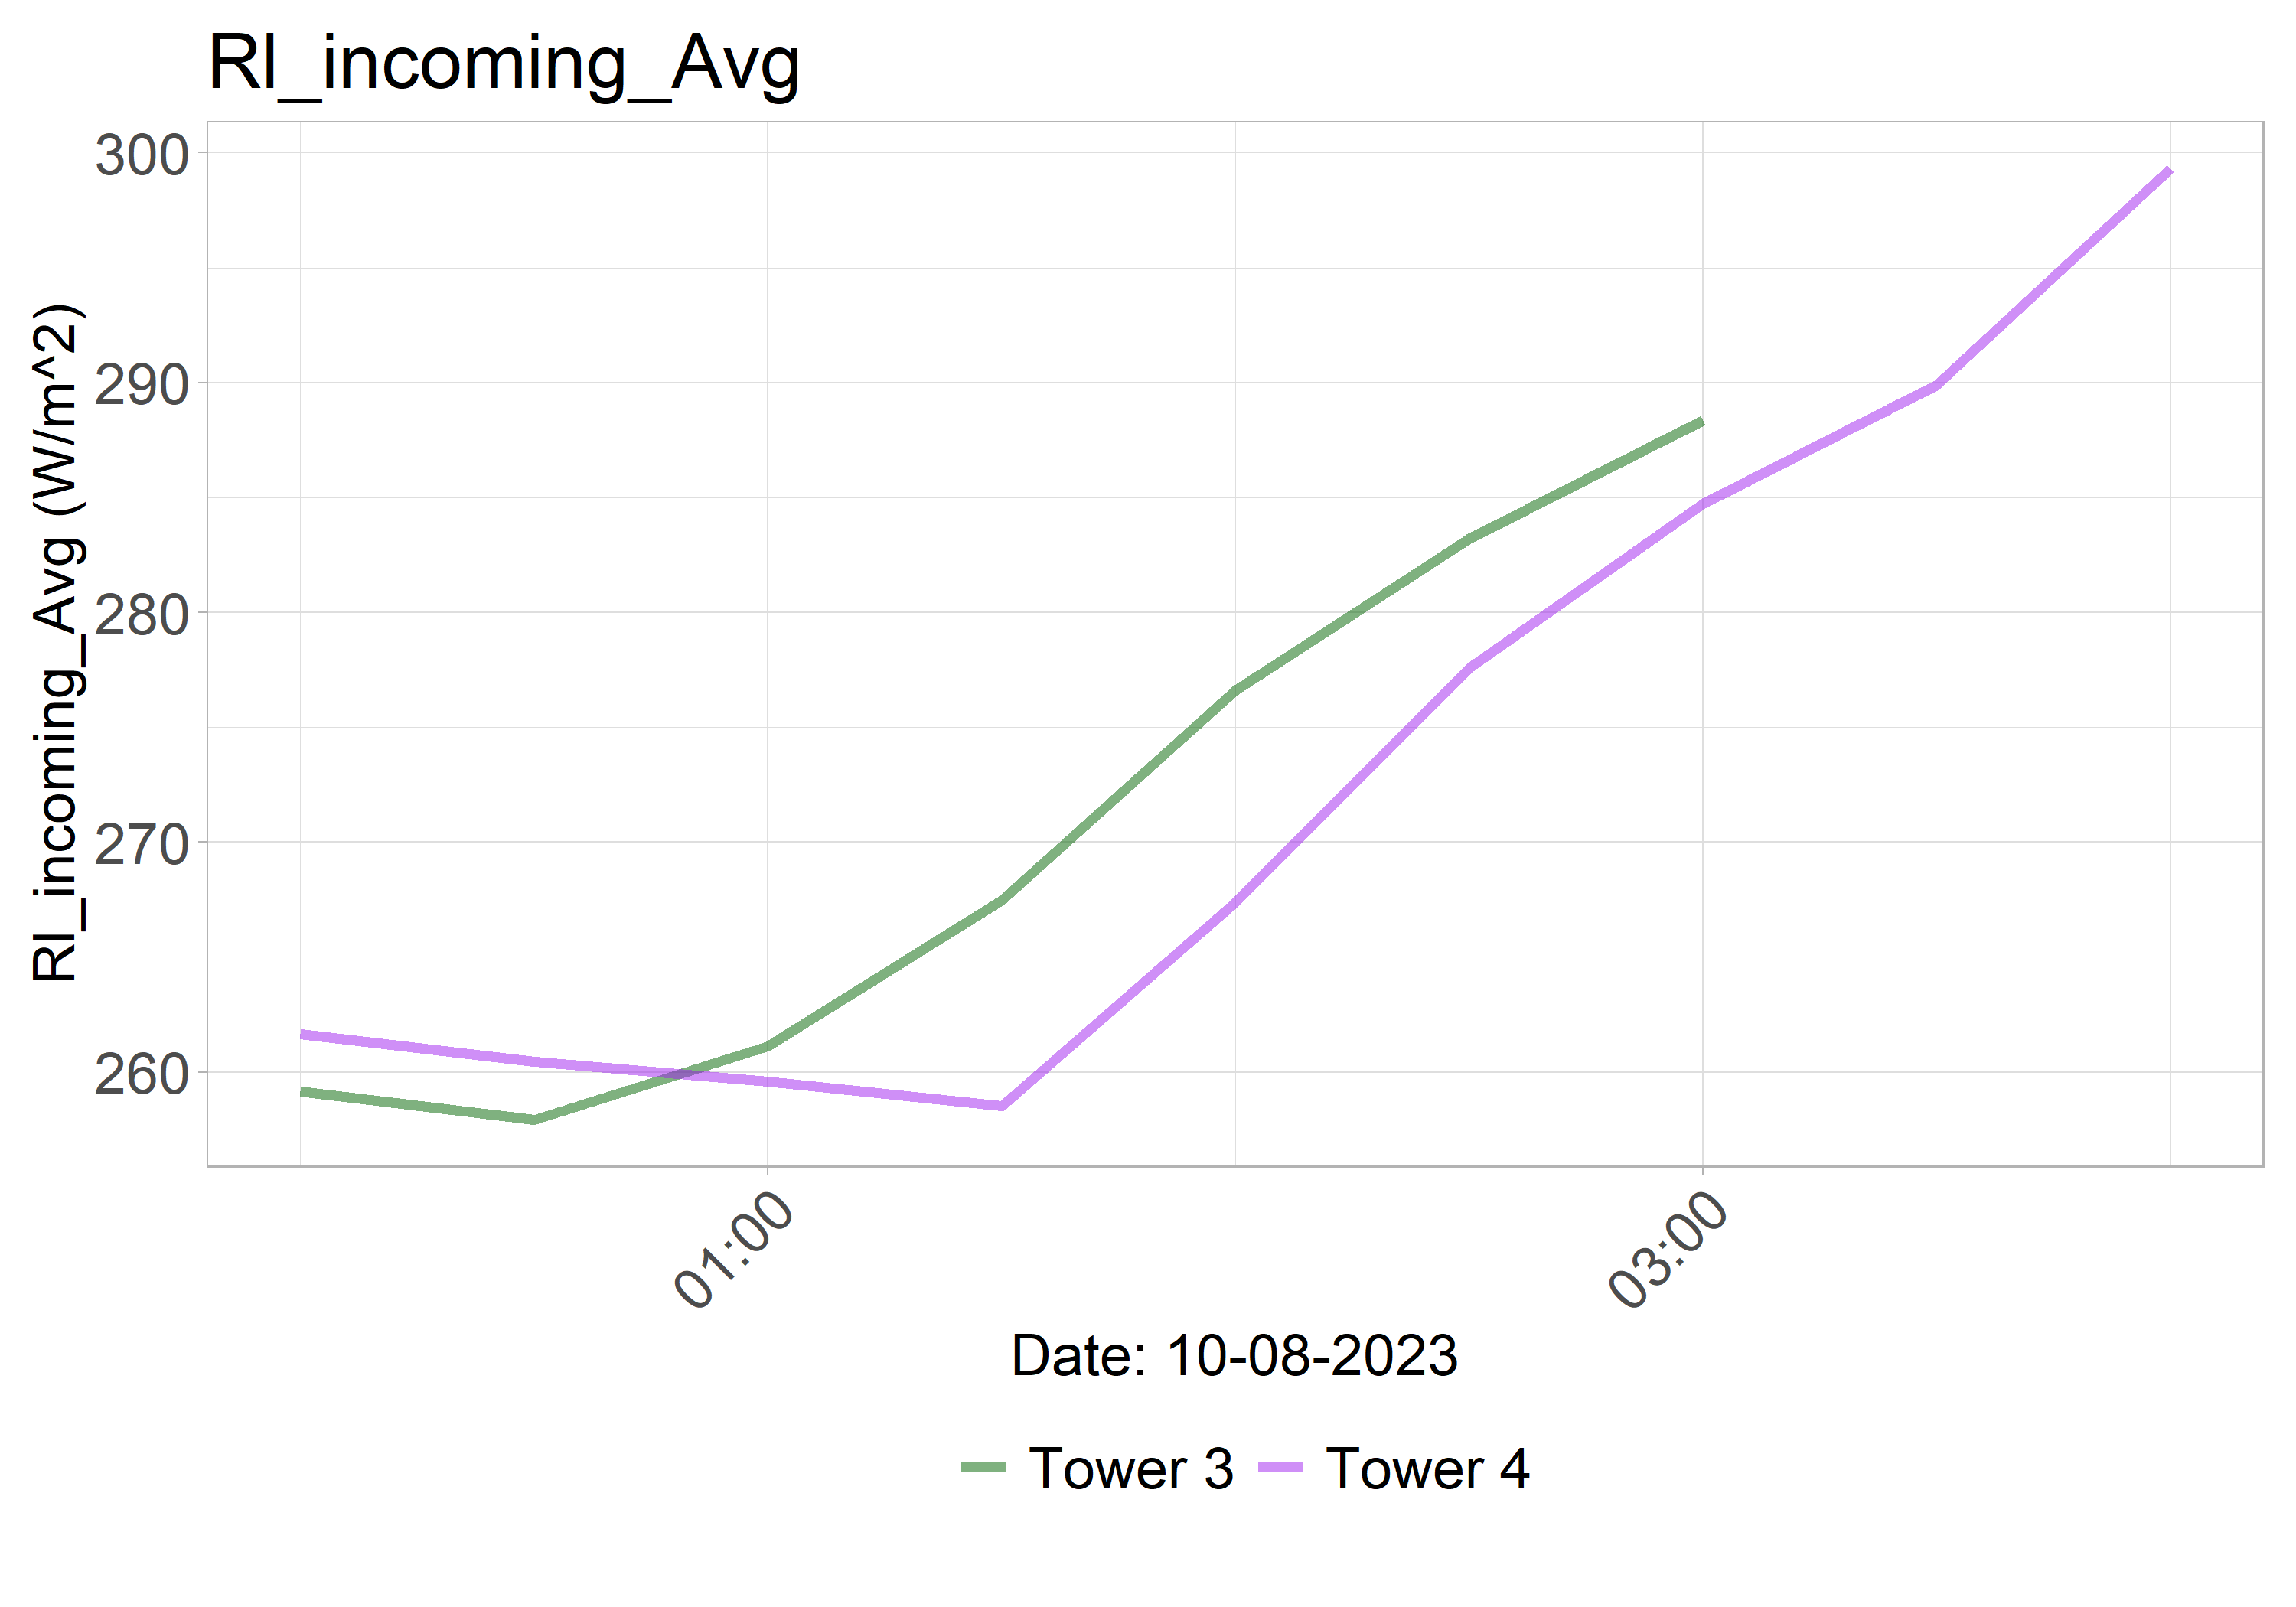 Rl_incoming_Avg
Rl_incoming_Avg (W/m^2)
300
290
280
270
260
01:00
03:00
Date: 10-08-2023
Tower 3
Tower 4